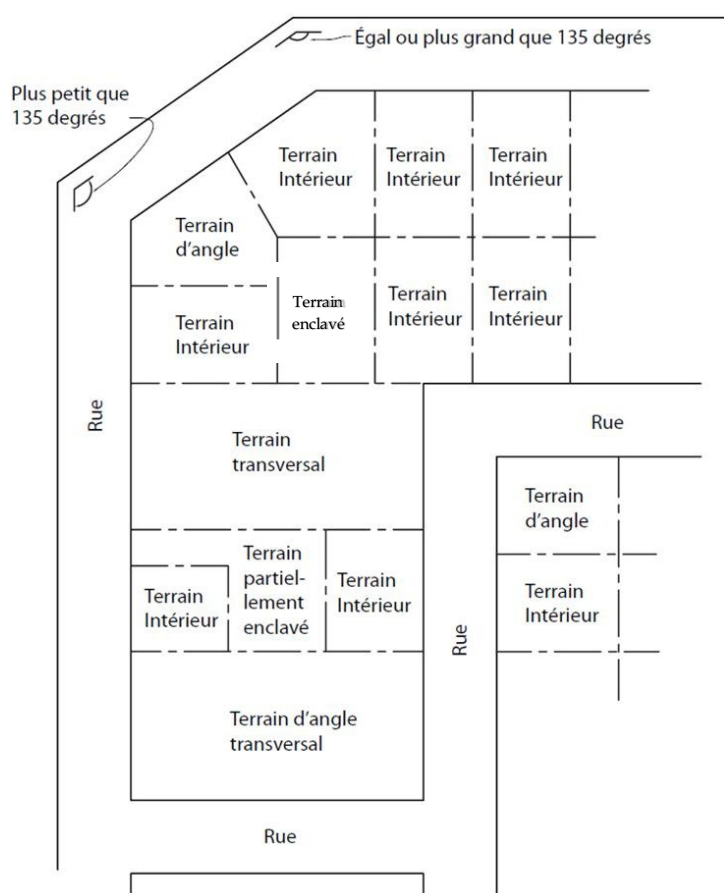 Égal ou plus grand que 135 degrés
Plus petit que
135 degrés
Terrain
Intérieur
Terrain
Intérieur
Terrain
Intérieur
Terrain
d'angle
Terrain
enclavé
Terrain
Intérieur
Terrain
Intérieur
Terrain
Intérieur
Rue
Rue
Terrain
transversal
Terrain
d'angle
Terrain
partiel-
lement
enclavé
Terrain
Intérieur
Terrain
Intérieur
Terrain
Intérieur
Rue
Terrain d'angle
transversal
Rue